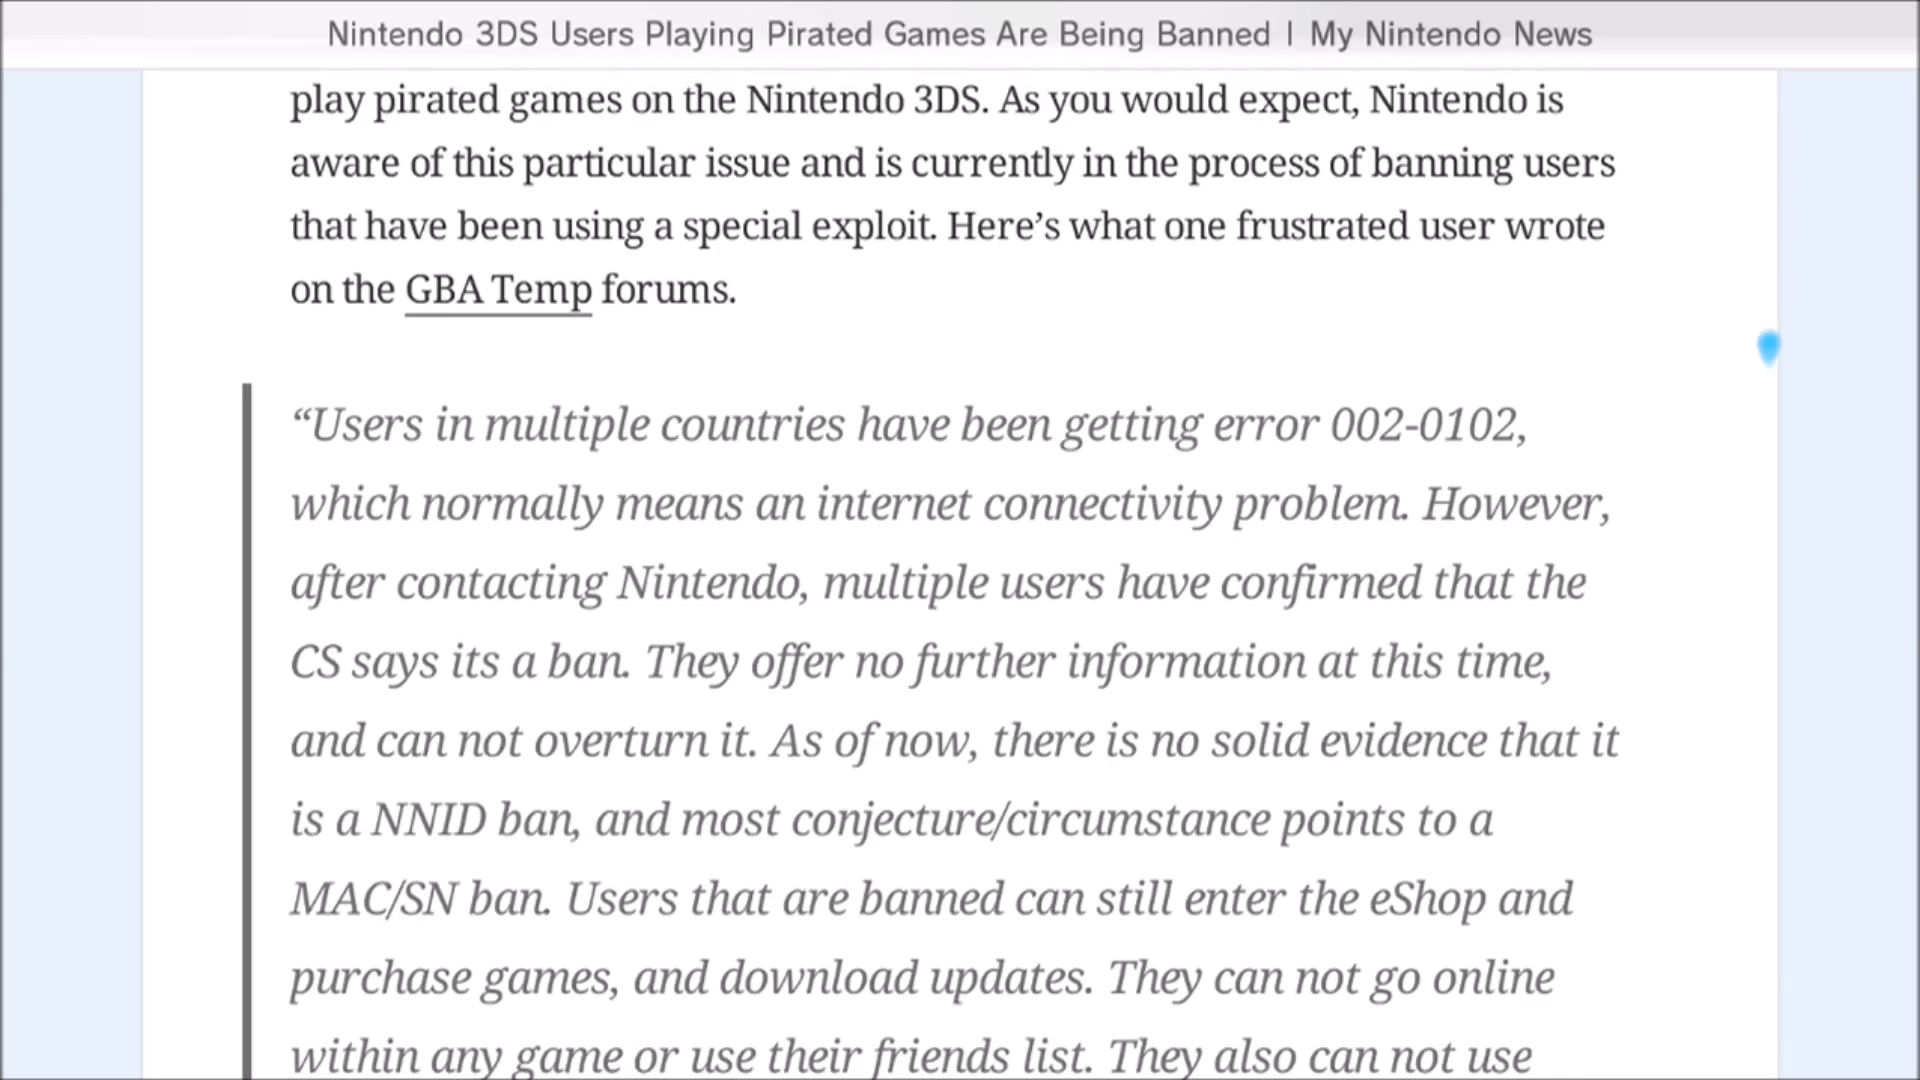 Nintendo 3DS Users Playing Pirated Games Are Being Banned | My Nintendo News
play pirated games on the Nintendo 3DS. As you would expect, Nintendo is
aware of this particular issue and is currently in the process of banning users
that have been using a special exploit. Here’s what one frustrated user wrote
on the GBA Temp forums.
“Users in multiple countries have been getting error 002-0102,
which normally means an internet connectivity problem. However,
after contacting Nintendo, multiple users have confirmed that the
CS says its a ban. They offer no further information at this time,
and can not overturn it. As of now, there is no solid evidence that it
is a NNID ban, and most conjecture/circumstance points to a
MAC/SN ban. Users that are banned can still enter the eShop and
purchase games, and download updates. They can not go online
within any game or use their friends list. They also can not use